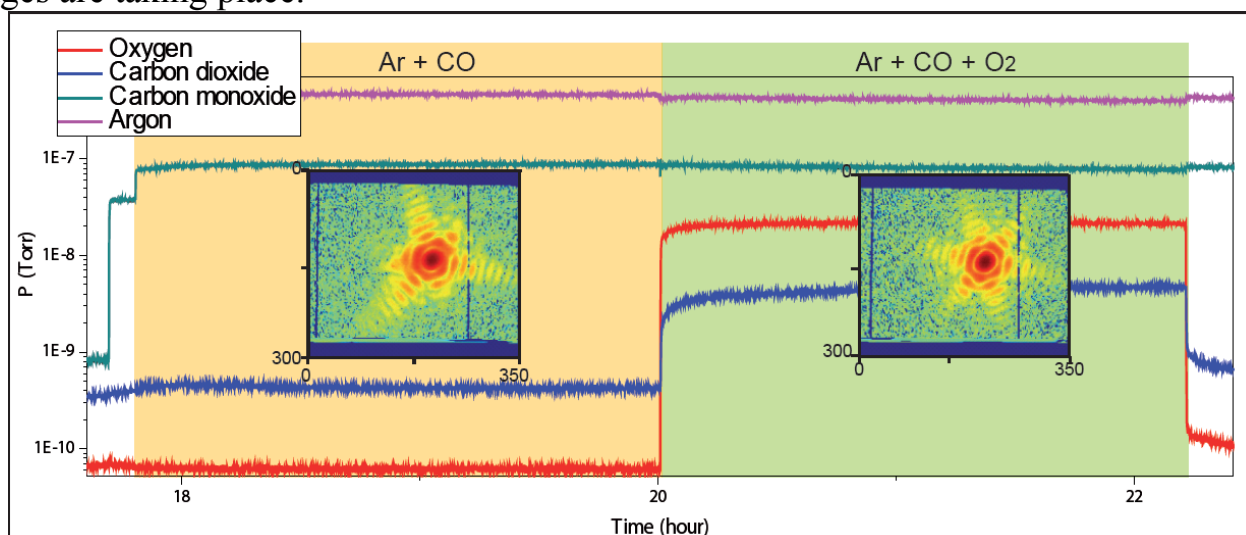 ges are taking place.
Oxygen
Carbon dioxide
Carbon monoxide
Argon
Ar + CO
Ar + CO + O2
P (Torr)
1E-7
1E-8
1E-9
1E-10
0
300
0
350
0
300
0
350
18
20
22
Time (hour)